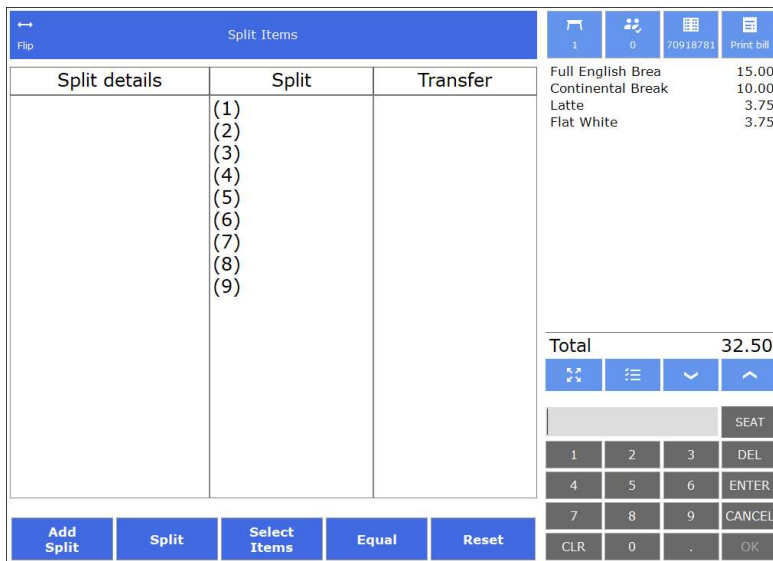 Flip
Split Items
1
0
70918781
Print bill
Split details Split Transfer
(1)
(2)
(3)
(4)
(5)
(6)
(7)
(8)
(9)
Full English Brea 15.00
Continental Break 10.00
Latte 3.75
Flat White 3.75
Total 32.50
SEAT
1 2 3 DEL
4 5 6 ENTER
7 8 9 CANCEL
CLR 0 . OK
Add
Split
Split
Select
Items
Equal
Reset